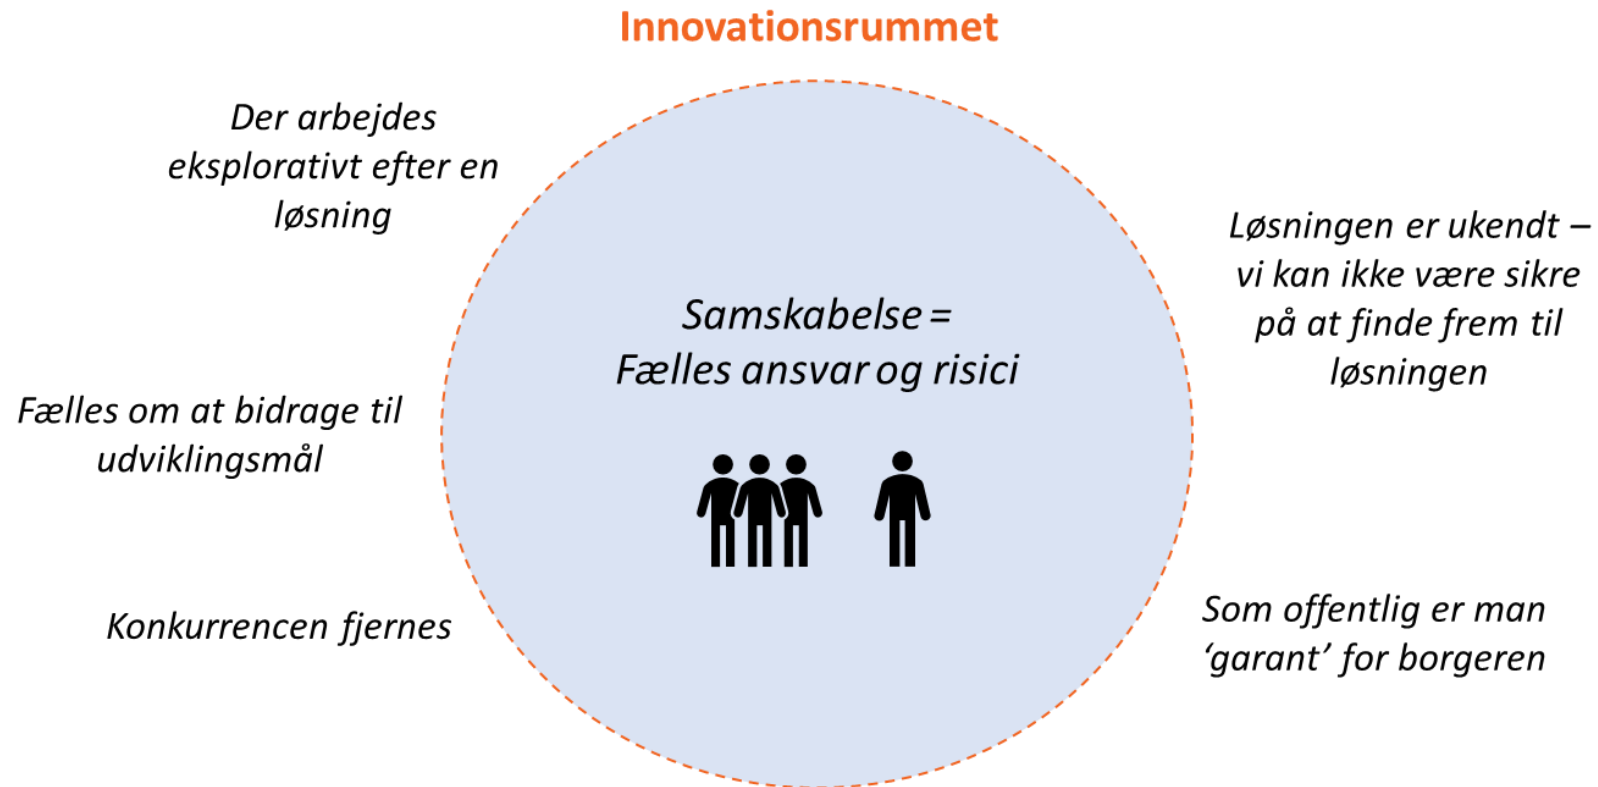 Innovationsrummet
Der arbejdes
eksplorativt efter en
løsning
Fælles om at bidrage til
udviklingsmål
Konkurrencen fjernes
Samskabelse =
Fælles ansvar og risici
Løsningen er ukendt –
vi kan ikke være sikre
på at finde frem til
løsningen
Som offentlig er man
‘garant’ for borgeren